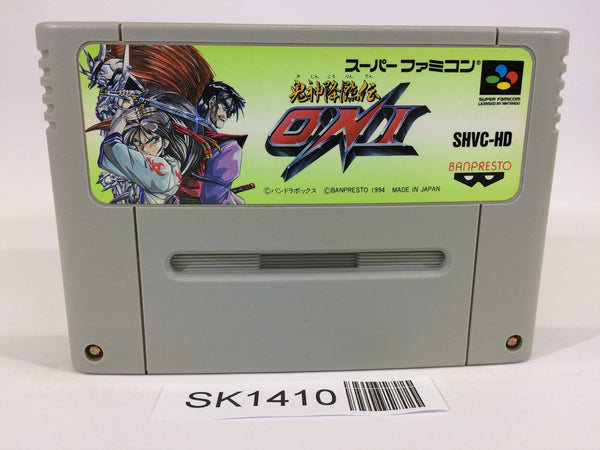 スーパーファミコン®
き じん こう りん でん
鬼神降臨伝
ONI
SUPER FAMICOM
LICENSED BY NINTENDO
SHVC-HD
BANPRESTO
©パンドラボックス ©BANPRESTO 1994 MADE IN JAPAN
SK1410